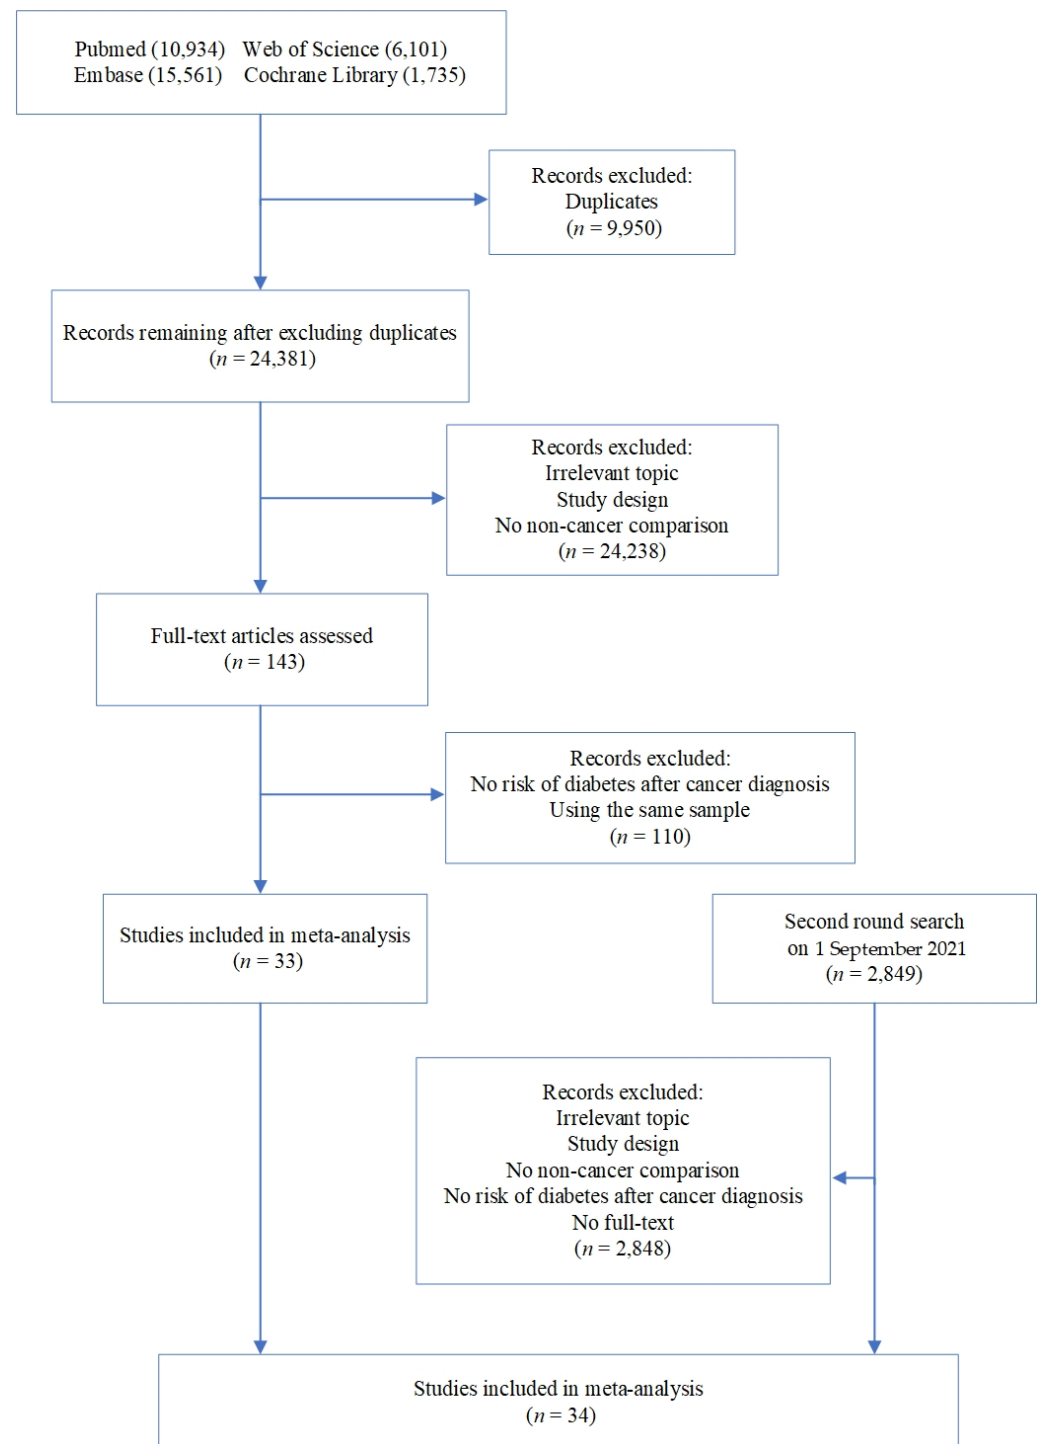 Pubmed (10,934) Web of Science (6,101)
Embase (15,561) Cochrane Library (1,735)
Records excluded:
Duplicates
(n = 9,950)
Records remaining after excluding duplicates
(n = 24,381)
Records excluded:
Irrelevant topic
Study design
No non-cancer comparison
(n = 24,238)
Full-text articles assessed
(n = 143)
Records excluded:
No risk of diabetes after cancer diagnosis
Using the same sample
(n = 110)
Studies included in meta-analysis
(n = 33)
Second round search
on 1 September 2021
(n = 2,849)
Records excluded:
Irrelevant topic
Study design
No non-cancer comparison
No risk of diabetes after cancer diagnosis
No full-text
(n = 2,848)
Studies included in meta-analysis
(n = 34)